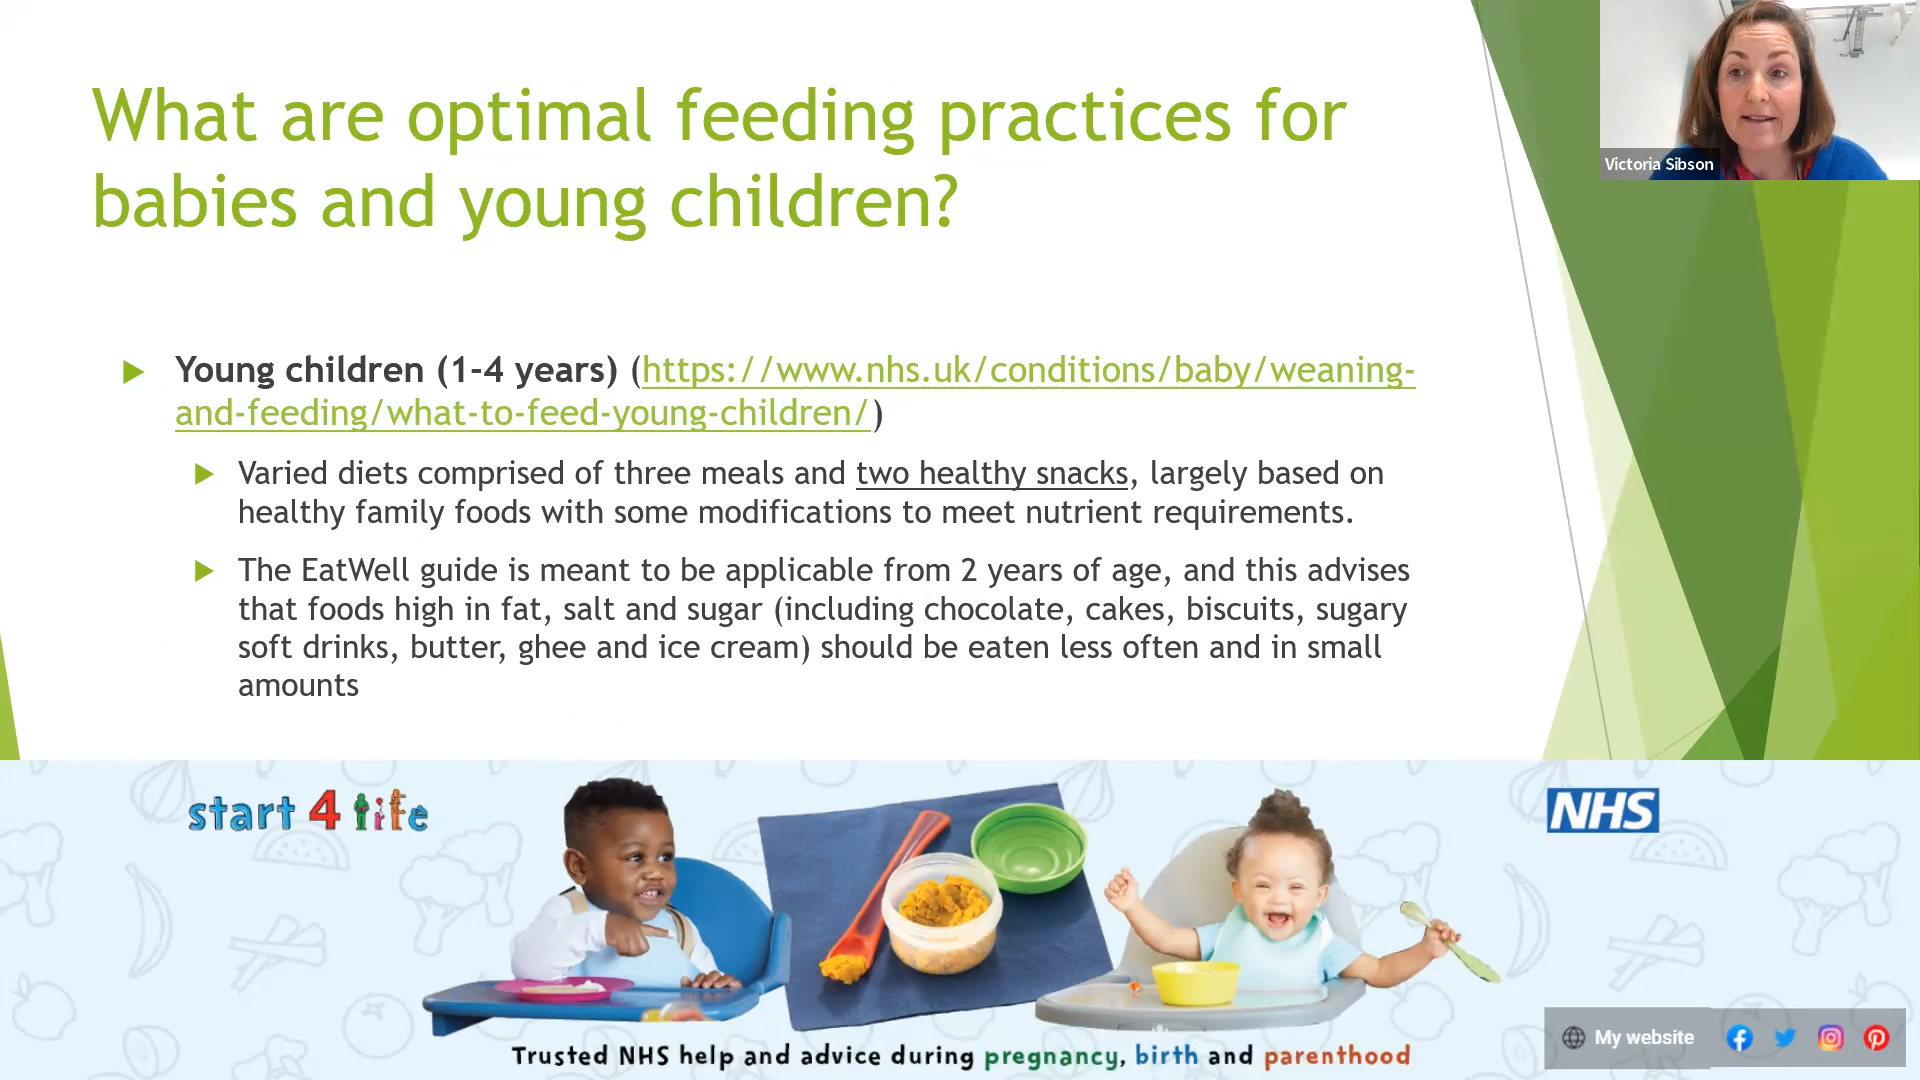 What are optimal feeding practices for
babies and young children?
Victoria Sibson
Young children (1-4 years) (https://www.nhs.uk/conditions/baby/weaning-
and-feeding/what-to-feed-young-children/)
Varied diets comprised of three meals and two healthy snacks, largely based on
healthy family foods with some modifications to meet nutrient requirements.
The EatWell guide is meant to be applicable from 2 years of age, and this advises
that foods high in fat, salt and sugar (including chocolate, cakes, biscuits, sugary
soft drinks, butter, ghee and ice cream) should be eaten less often and in small
amounts
start 4 life
NHS
My website
Trusted NHS help and advice during pregnancy, birth and parenthood